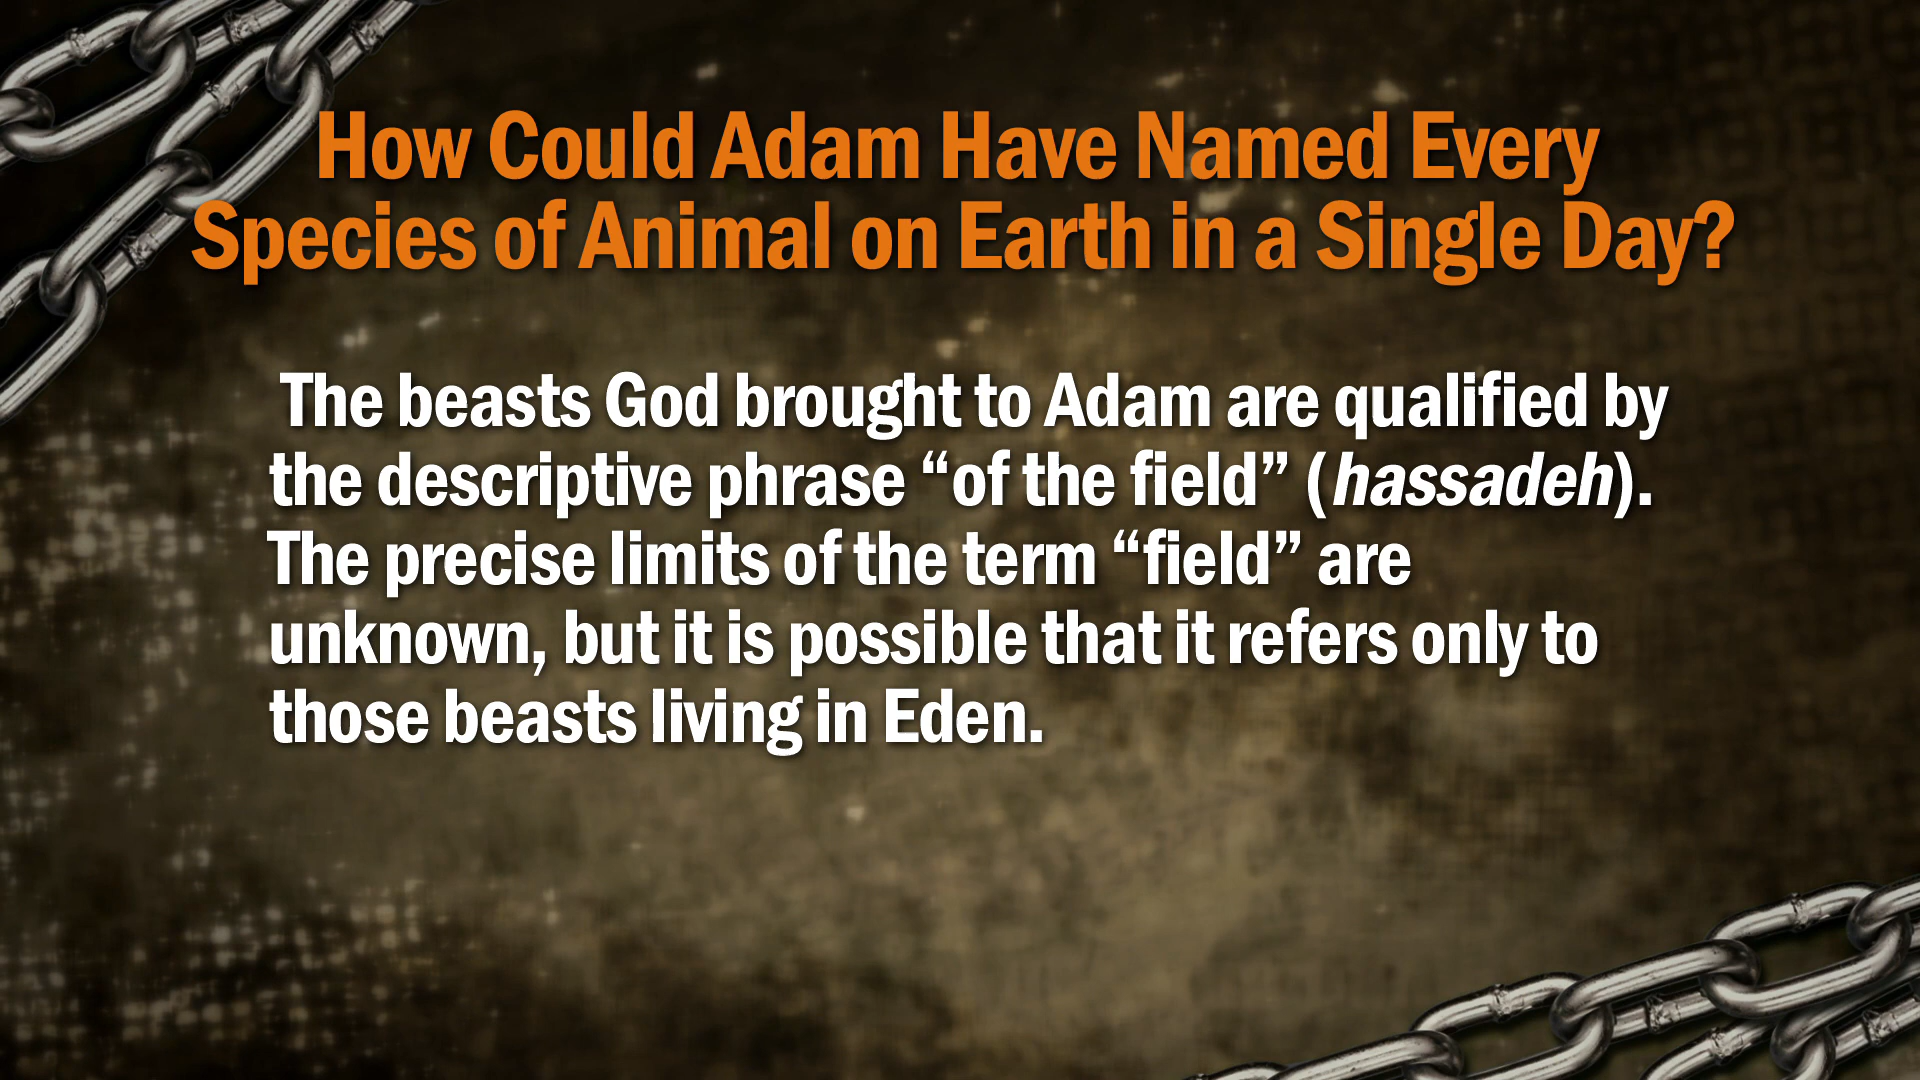 How Could Adam Have Named Every
Species of Animal on Earth in a Single Day?
The beasts God brought to Adam are qualified by
the descriptive phrase “of the field” (hassadeh).
The precise limits of the term “field” are
unknown, but it is possible that it refers only to
those beasts living in Eden.